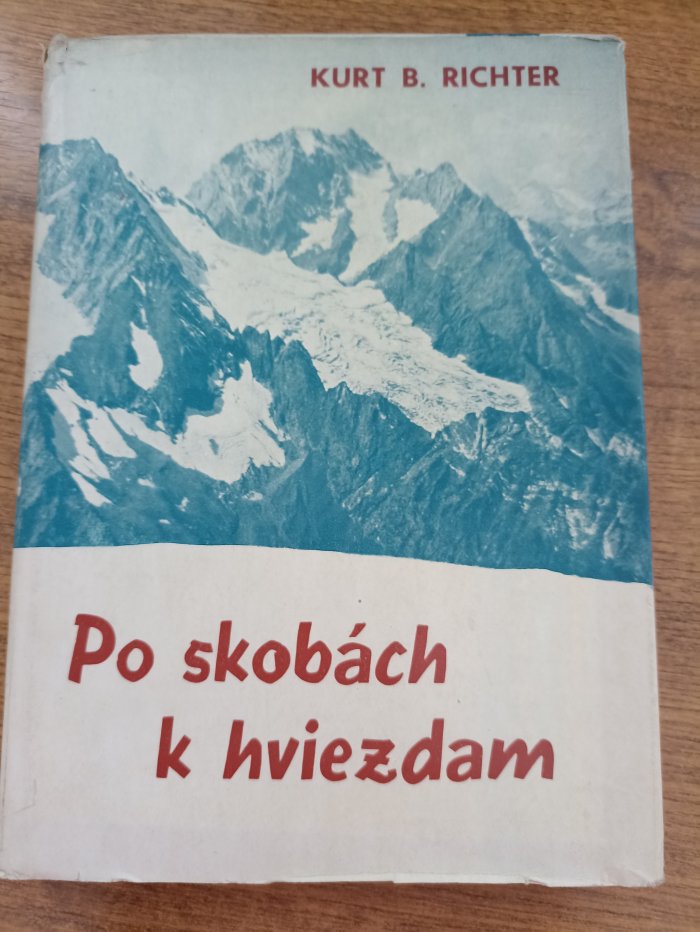 KURT B. RICHTER
Po skobách
k hviezdam